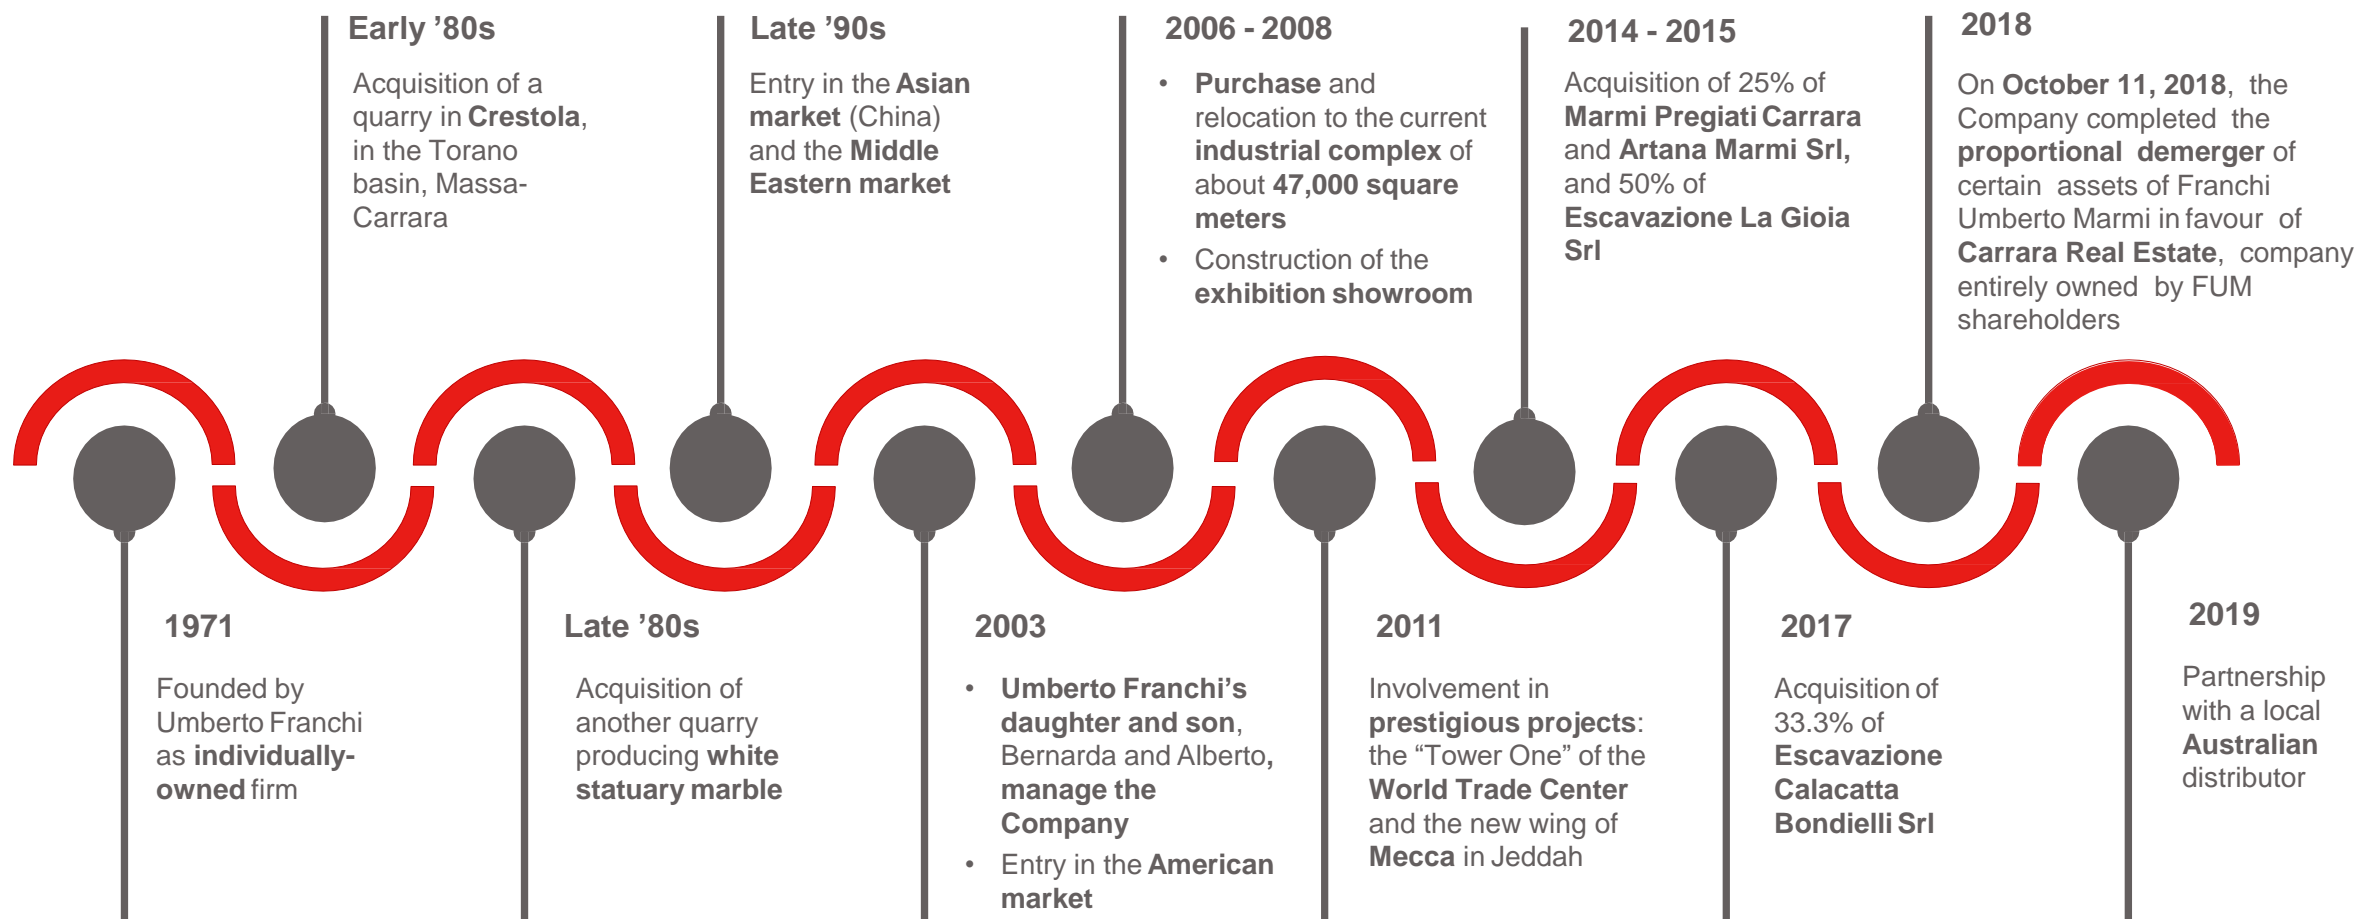 Early ’80s
Acquisition of a
quarry in Crestola,
in the Torano
basin, Massa-
Carrara
Late ’90s
Entry in the Asian
market (China)
and the Middle
Eastern market
2006 - 2008
• Purchase and
relocation to the current
industrial complex of
about 47,000 square
meters
• Construction of the
exhibition showroom
2014 - 2015
Acquisition of 25% of
Marmi Pregiati Carrara
and Artana Marmi Srl,
and 50% of
Escavazione La Gioia
Srl
2018
On October 11, 2018, the
Company completed the
proportional demerger of
certain assets of Franchi
Umberto Marmi in favour of
Carrara Real Estate, company
entirely owned by FUM
shareholders
1971
Founded by
Umberto Franchi
as individually-
owned firm
Late ’80s
Acquisition of
another quarry
producing white
statuary marble
2003
• Umberto Franchi’s
daughter and son,
Bernarda and Alberto,
manage the
Company
• Entry in the American
market
2011
Involvement in
prestigious projects:
the “Tower One” of the
World Trade Center
and the new wing of
Mecca in Jeddah
2017
Acquisition of
33.3% of
Escavazione
Calacatta
Bondielli Srl
2019
Partnership
with a local
Australian
distributor